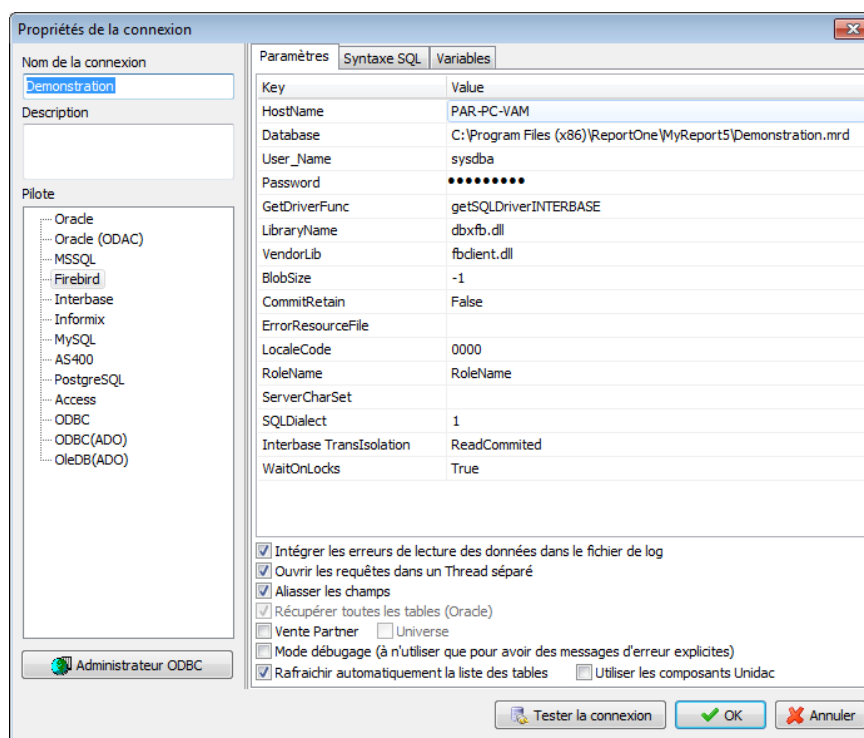 Propriétés de la connexion
Nom de la connexion
Demonstration
Description
Pilote
Oracle
Oracle (ODAC)
MSSQL
Firebird
Interbase
Informix
MySQL
AS400
PostgreSQL
Access
ODBC
ODBC(ADO)
OleDB(ADO)
Administrateur ODBC
Paramètres Syntaxe SQL Variables
Key Value
HostName PAR-PC-VAM
Database C:\Program Files (x86)\ReportOne\MyReport5\Demonstration.mrd
User_Name sysdba
Password •••••••••
GetDriverFunc getSQLDriverINTERBASE
LibraryName dbxfb.dll
VendorLib fbclient.dll
BlobSize -1
CommitRetain False
ErrorResourceFile
LocaleCode 0000
RoleName RoleName
ServerCharSet
SQLDialect 1
Interbase TransIsolation ReadCommited
WaitOnLocks True
Intégrer les erreurs de lecture des données dans le fichier de log
Ouvrir les requêtes dans un Thread séparé
Aliasser les champs
Récupérer toutes les tables (Oracle)
Vente Partner Universe
Mode débugage (à n'utiliser que pour avoir des messages d'erreur explicites)
Rafraichir automatiquement la liste des tables Utiliser les composants Unidac
Tester la connexion OK Annuler